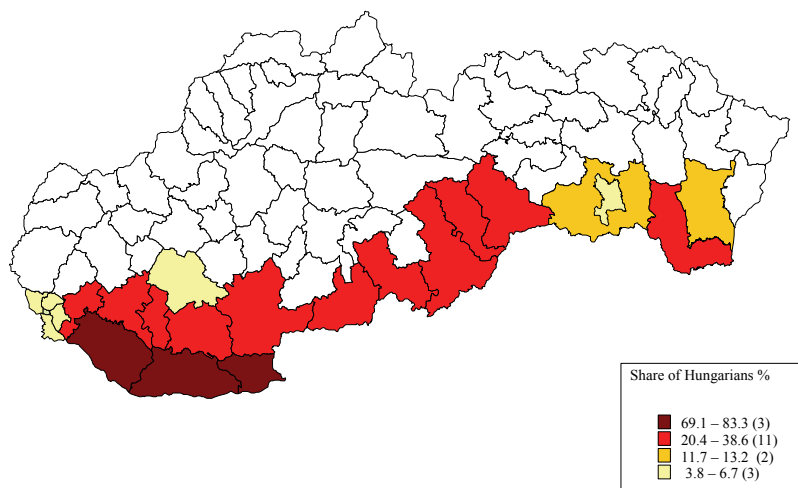 Share of Hungarians %
69.1 – 83.3 (3)
20.4 – 38.6 (11)
11.7 – 13.2 (2)
3.8 – 6.7 (3)